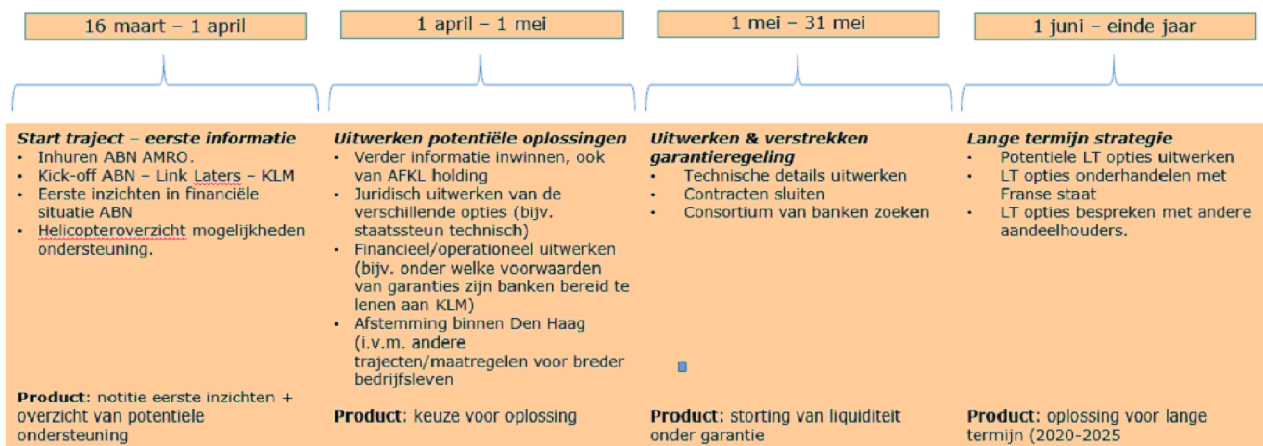 16 maart – 1 april
1 april – 1 mei
1 mei – 31 mei
1 juni – einde jaar
Start traject – eerste informatie
• Inhuren ABN AMRO.
• Kick-off ABN – Link Laters – KLM
• Eerste inzichten in financiële
situatie ABN
• Helicopteroverzicht mogelijkheden
ondersteuning.
Product: notitie eerste inzichten +
overzicht van potentiele
ondersteuning
Uitwerken potentiële oplossingen
• Verder informatie inwinnen, ook
van AFKL holding
• Juridisch uitwerken van de
verschillende opties (bijv.
staatssteun technisch)
• Financieel/operationeel uitwerken
(bijv. onder welke voorwaarden
van garanties zijn banken bereid te
lenen aan KLM)
• Afstemming binnen Den Haag
(i.v.m. andere
trajecten/maatregelen voor breder
bedrijfsleven
Product: keuze voor oplossing
Uitwerken & verstrekken
garantieregeling
• Technische details uitwerken
• Contracten sluiten
• Consortium van banken zoeken
Product: storting van liquiditeit
onder garantie
Lange termijn strategie
• Potentiele LT opties uitwerken
• LT opties onderhandelen met
Franse staat
• LT opties bespreken met andere
aandeelhouders.
Product: oplossing voor lange
termijn (2020-2025